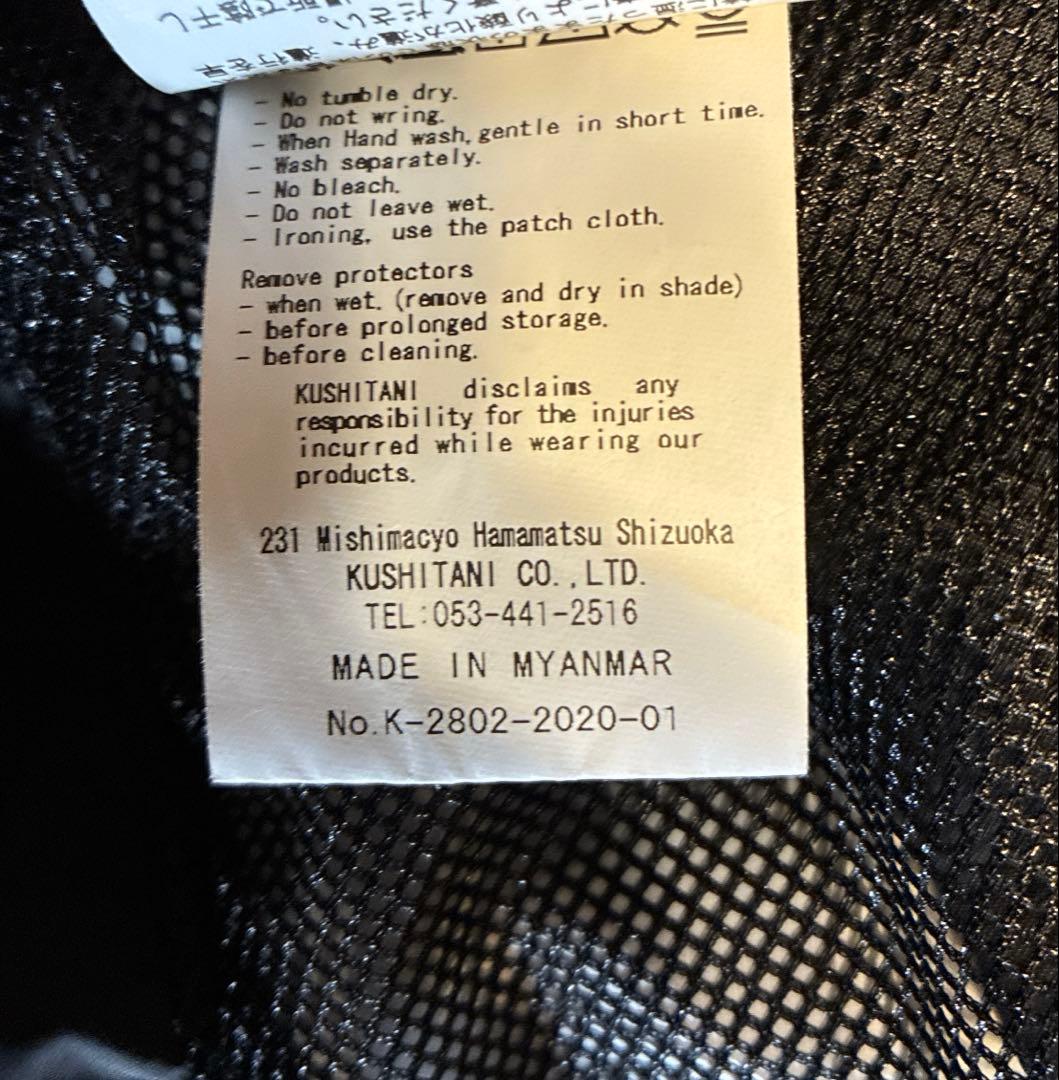 - No tumble dry.
- Do not wring.
- When Hand wash, gentle in short time.
- Wash separately.
- No bleach.
- Do not leave wet.
- Ironing, use the patch cloth.
Remove protectors
- when wet. (remove and dry in shade)
- before prolonged storage.
- before cleaning.
KUSHITANI disclaims any
responsibility for the injuries
incurred while wearing our
products.
231 Mishimacyo Hamamatsu Shizuoka
KUSHITANI CO.,LTD.
TEL:053-441-2516
MADE IN MYANMAR
No.K-2802-2020-01